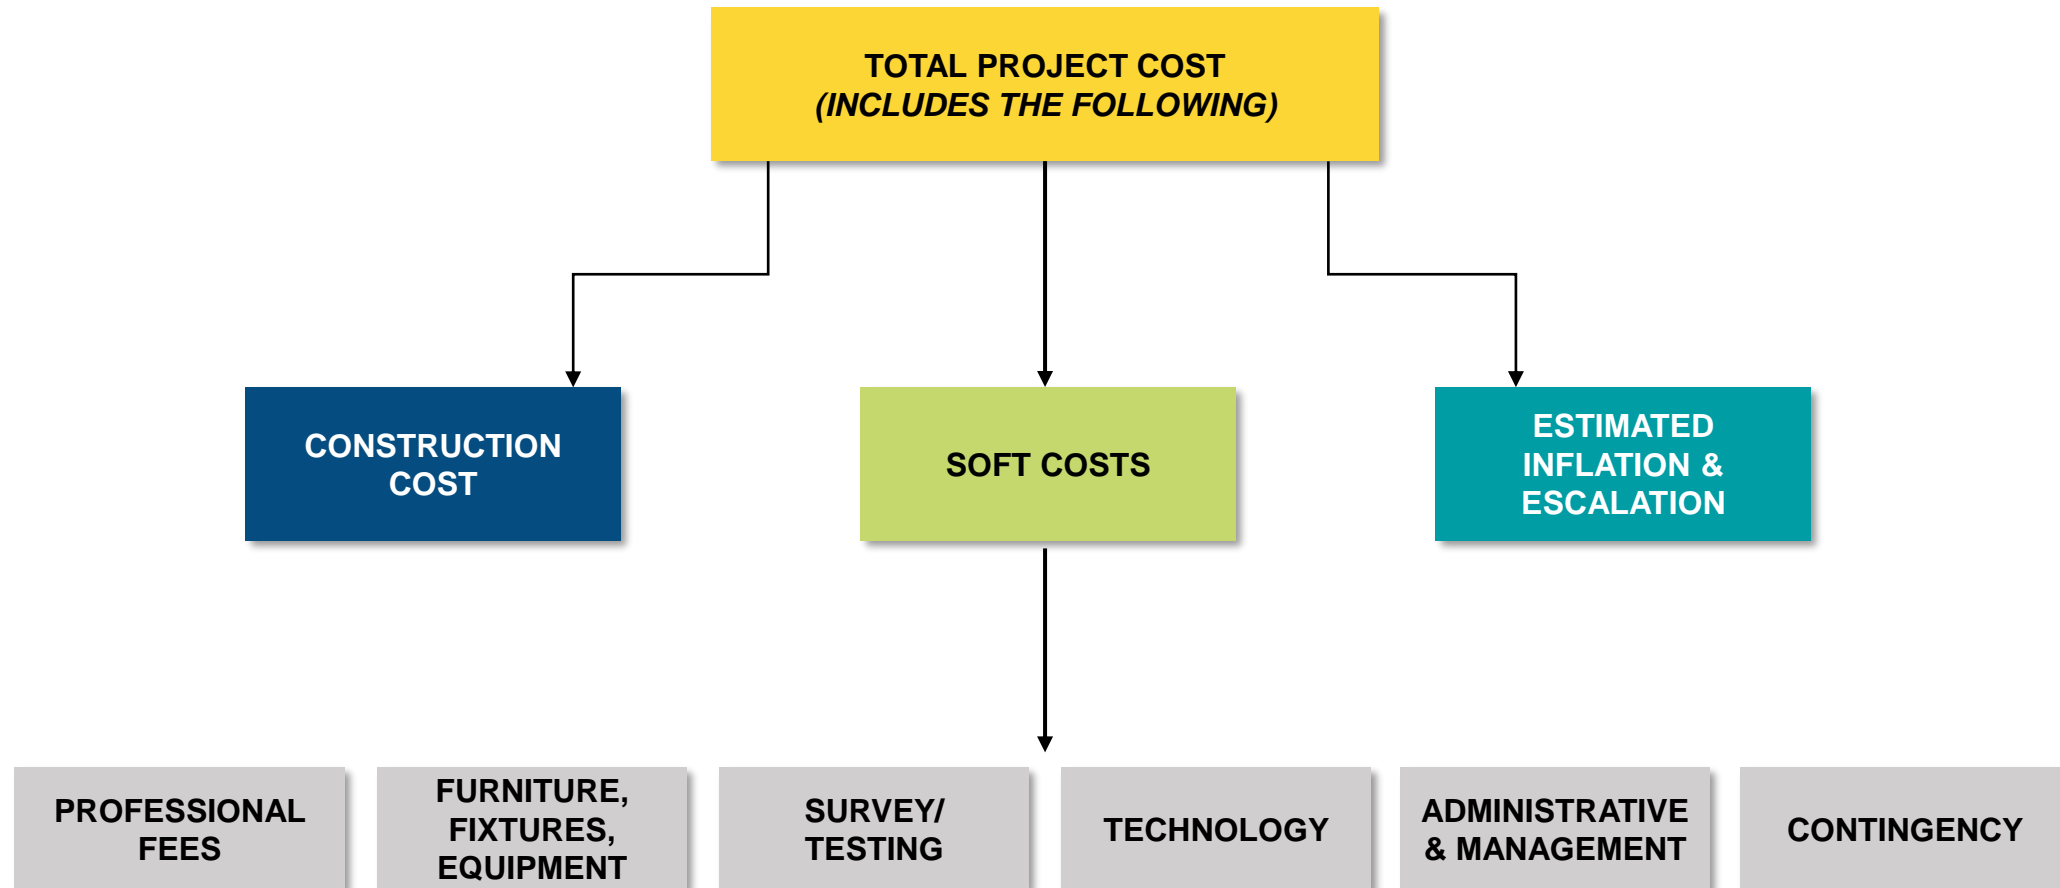 TOTAL PROJECT COST
(INCLUDES THE FOLLOWING)
CONSTRUCTION
COST
SOFT COSTS
ESTIMATED
INFLATION &
ESCALATION
PROFESSIONAL
FEES
FURNITURE,
FIXTURES,
EQUIPMENT
SURVEY/
TESTING
TECHNOLOGY
ADMINISTRATIVE
& MANAGEMENT
CONTINGENCY